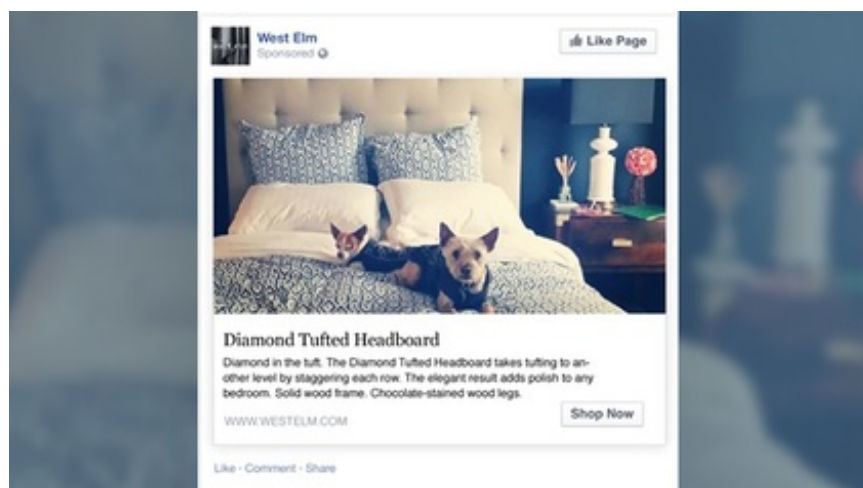 West Elm
Sponsored
Like Page
Diamond Tufted Headboard
Diamond in the tuft. The Diamond Tufted Headboard takes tufting to an-
other level by staggering each row. The elegant result adds polish to any
bedroom. Solid wood frame. Chocolate-stained wood legs.
WWW.WESTELM.COM
Shop Now
Like · Comment · Share